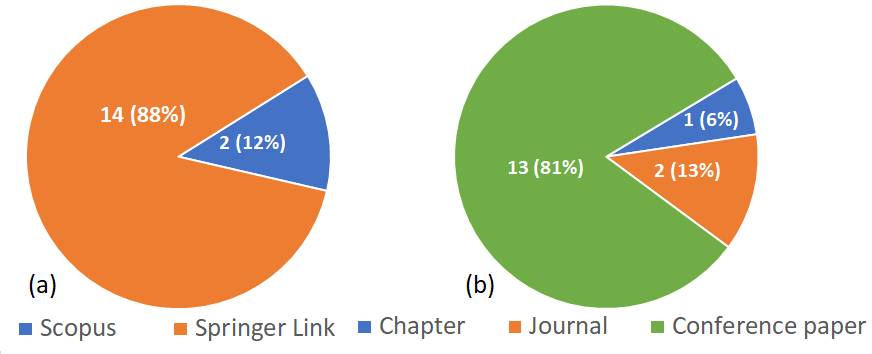 14 (88%)
2 (12%)
1 (6%)
2 (13%)
13 (81%)
(a)
(b)
Scopus
Springer Link
Chapter
Journal
Conference paper